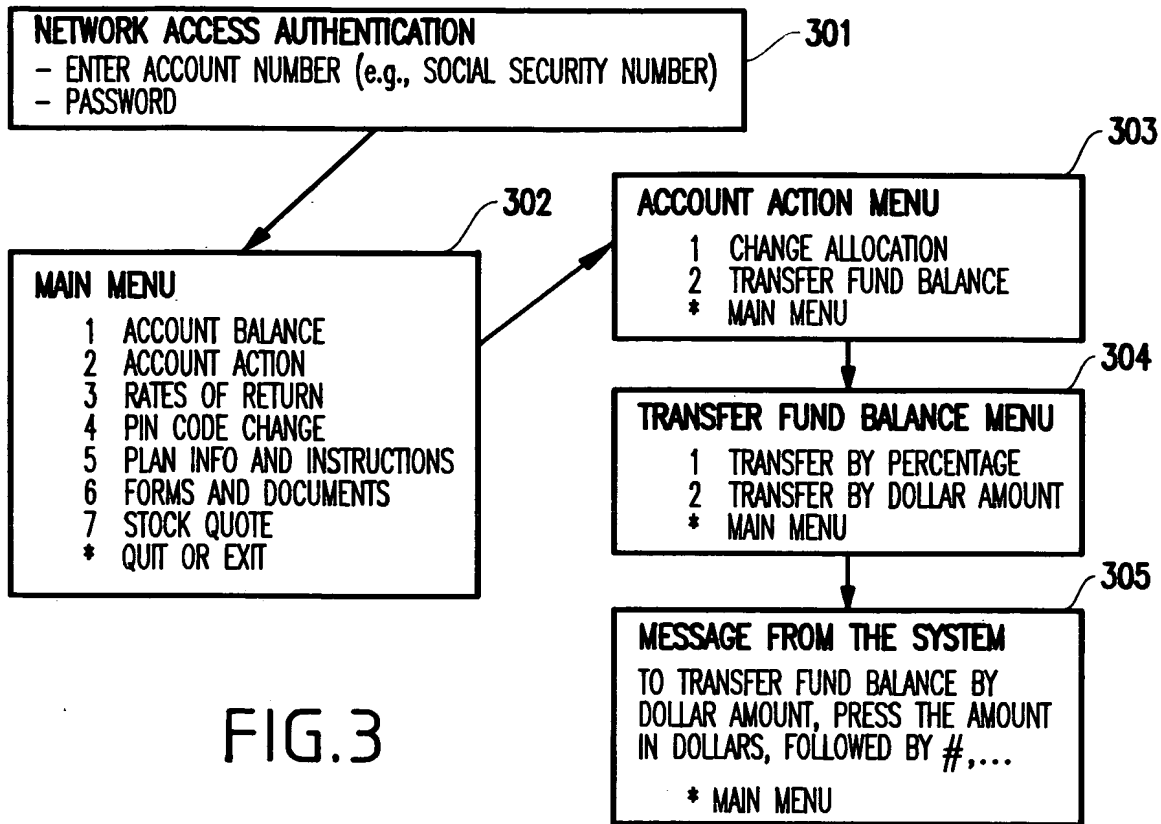 NETWORK ACCESS AUTHENTICATION
- ENTER ACCOUNT NUMBER (e.g., SOCIAL SECURITY NUMBER)
- PASSWORD
301
302
MAIN MENU
1 ACCOUNT BALANCE
2 ACCOUNT ACTION
3 RATES OF RETURN
4 PIN CODE CHANGE
5 PLAN INFO AND INSTRUCTIONS
6 FORMS AND DOCUMENTS
7 STOCK QUOTE
* QUIT OR EXIT
303
ACCOUNT ACTION MENU
1 CHANGE ALLOCATION
2 TRANSFER FUND BALANCE
* MAIN MENU
304
TRANSFER FUND BALANCE MENU
1 TRANSFER BY PERCENTAGE
2 TRANSFER BY DOLLAR AMOUNT
* MAIN MENU
305
MESSAGE FROM THE SYSTEM
TO TRANSFER FUND BALANCE BY
DOLLAR AMOUNT, PRESS THE AMOUNT
IN DOLLARS, FOLLOWED BY #,...
* MAIN MENU
FIG.3